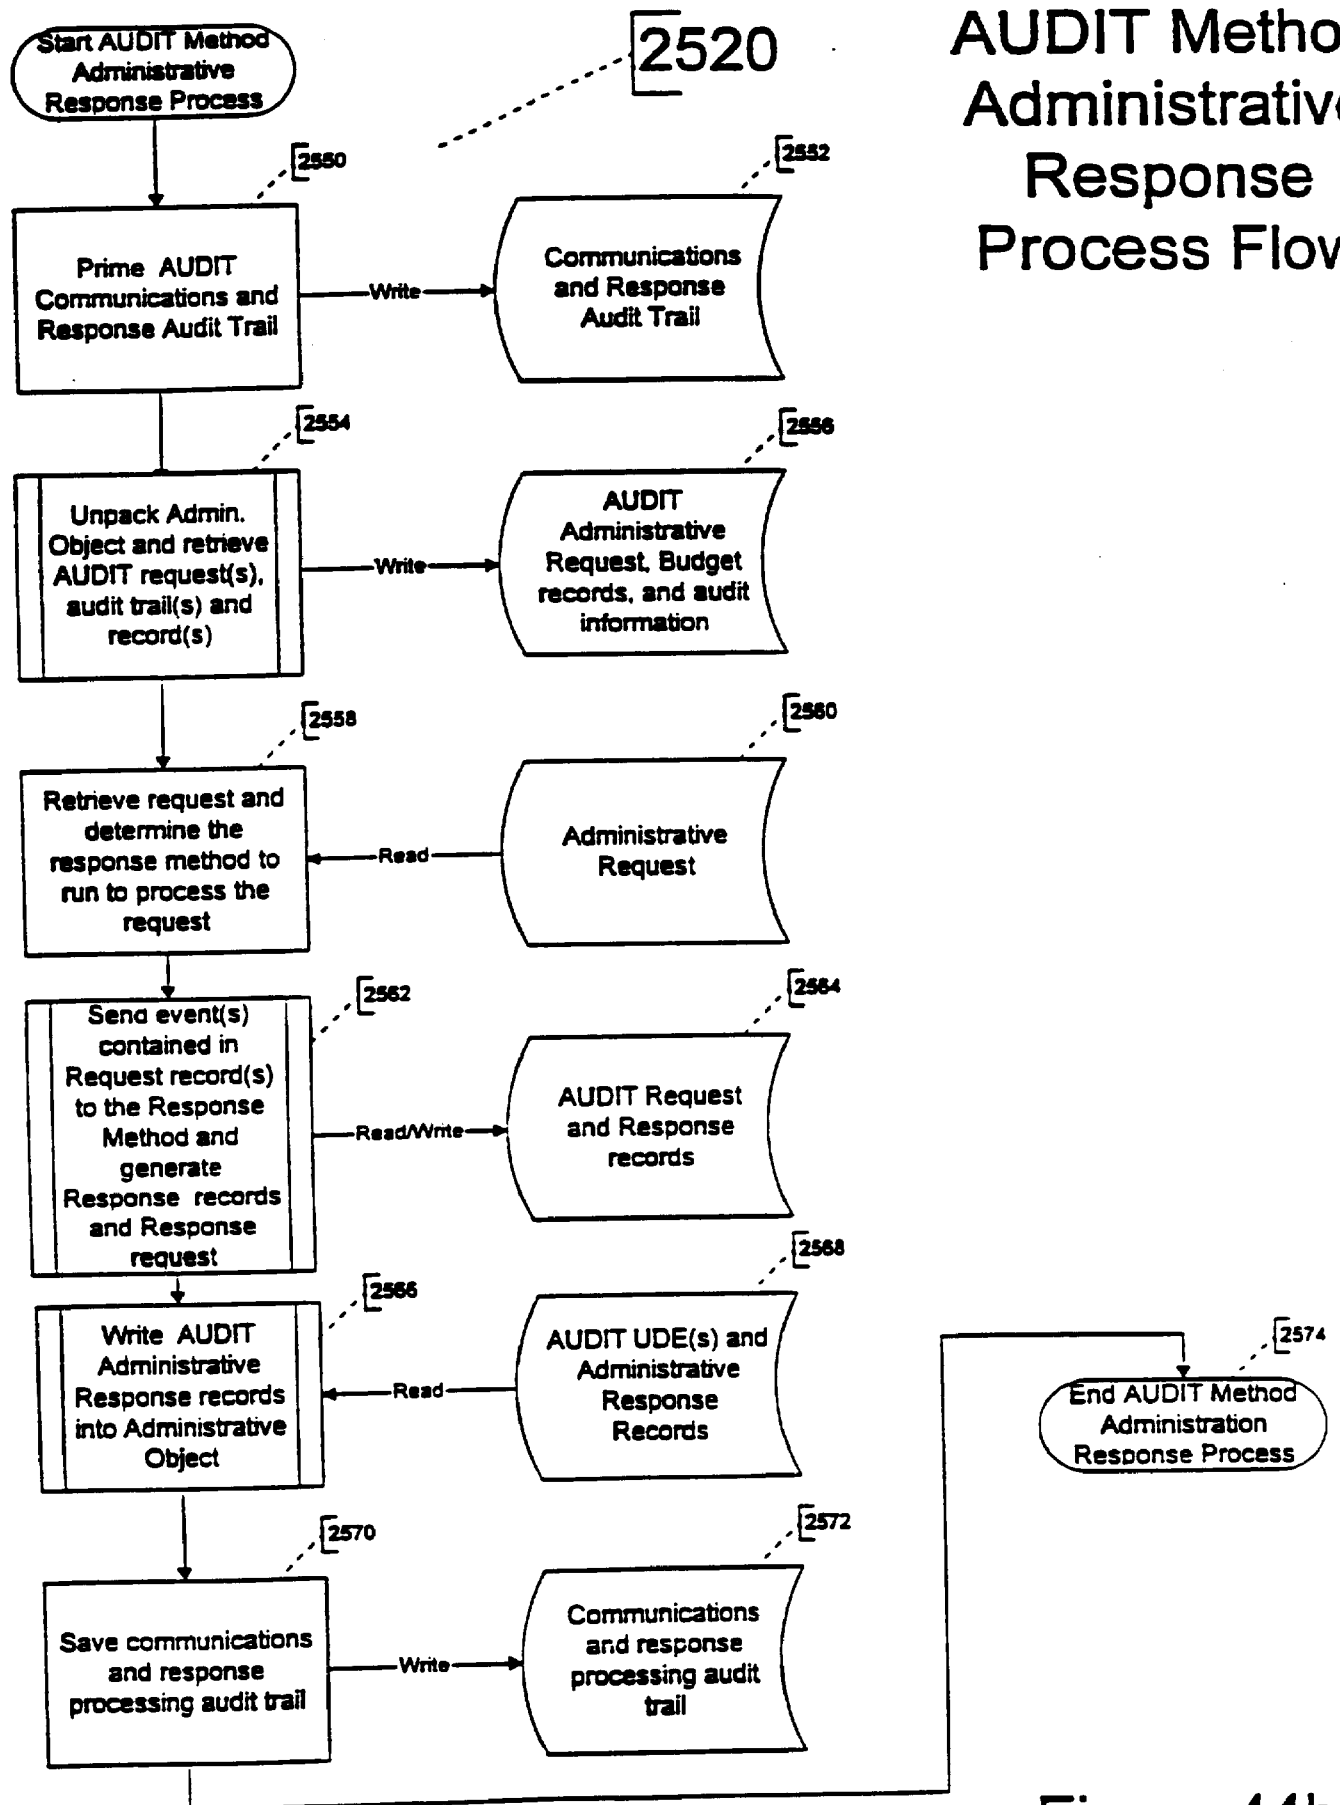 Start AUDIT Method
Administrative
Response Process
2520
AUDIT Metho
Administrative
Response
Process Flow
2550
Prime AUDIT
Communications and
Response Audit Trail
Write
2552
Communications
and Response
Audit Trail
2554
Unpack Admin.
Object and retrieve
AUDIT request(s),
audit trail(s) and
record(s)
Write
2556
AUDIT
Administrative
Request, Budget
records, and audit
information
2558
Retrieve request and
determine the
response method to
run to process the
request
Read
2560
Administrative
Request
2562
Send event(s)
contained in
Request record(s)
to the Response
Method and
generate
Response records
and Response
request
Read/Write
2564
AUDIT Request
and Response
records
2566
Write AUDIT
Administrative
Response records
into Administrative
Object
Read
2568
AUDIT UDE(s) and
Administrative
Response
Records
2570
Save communications
and response
processing audit trail
Write
2572
Communications
and response
processing audit
trail
2574
End AUDIT Method
Administration
Response Process